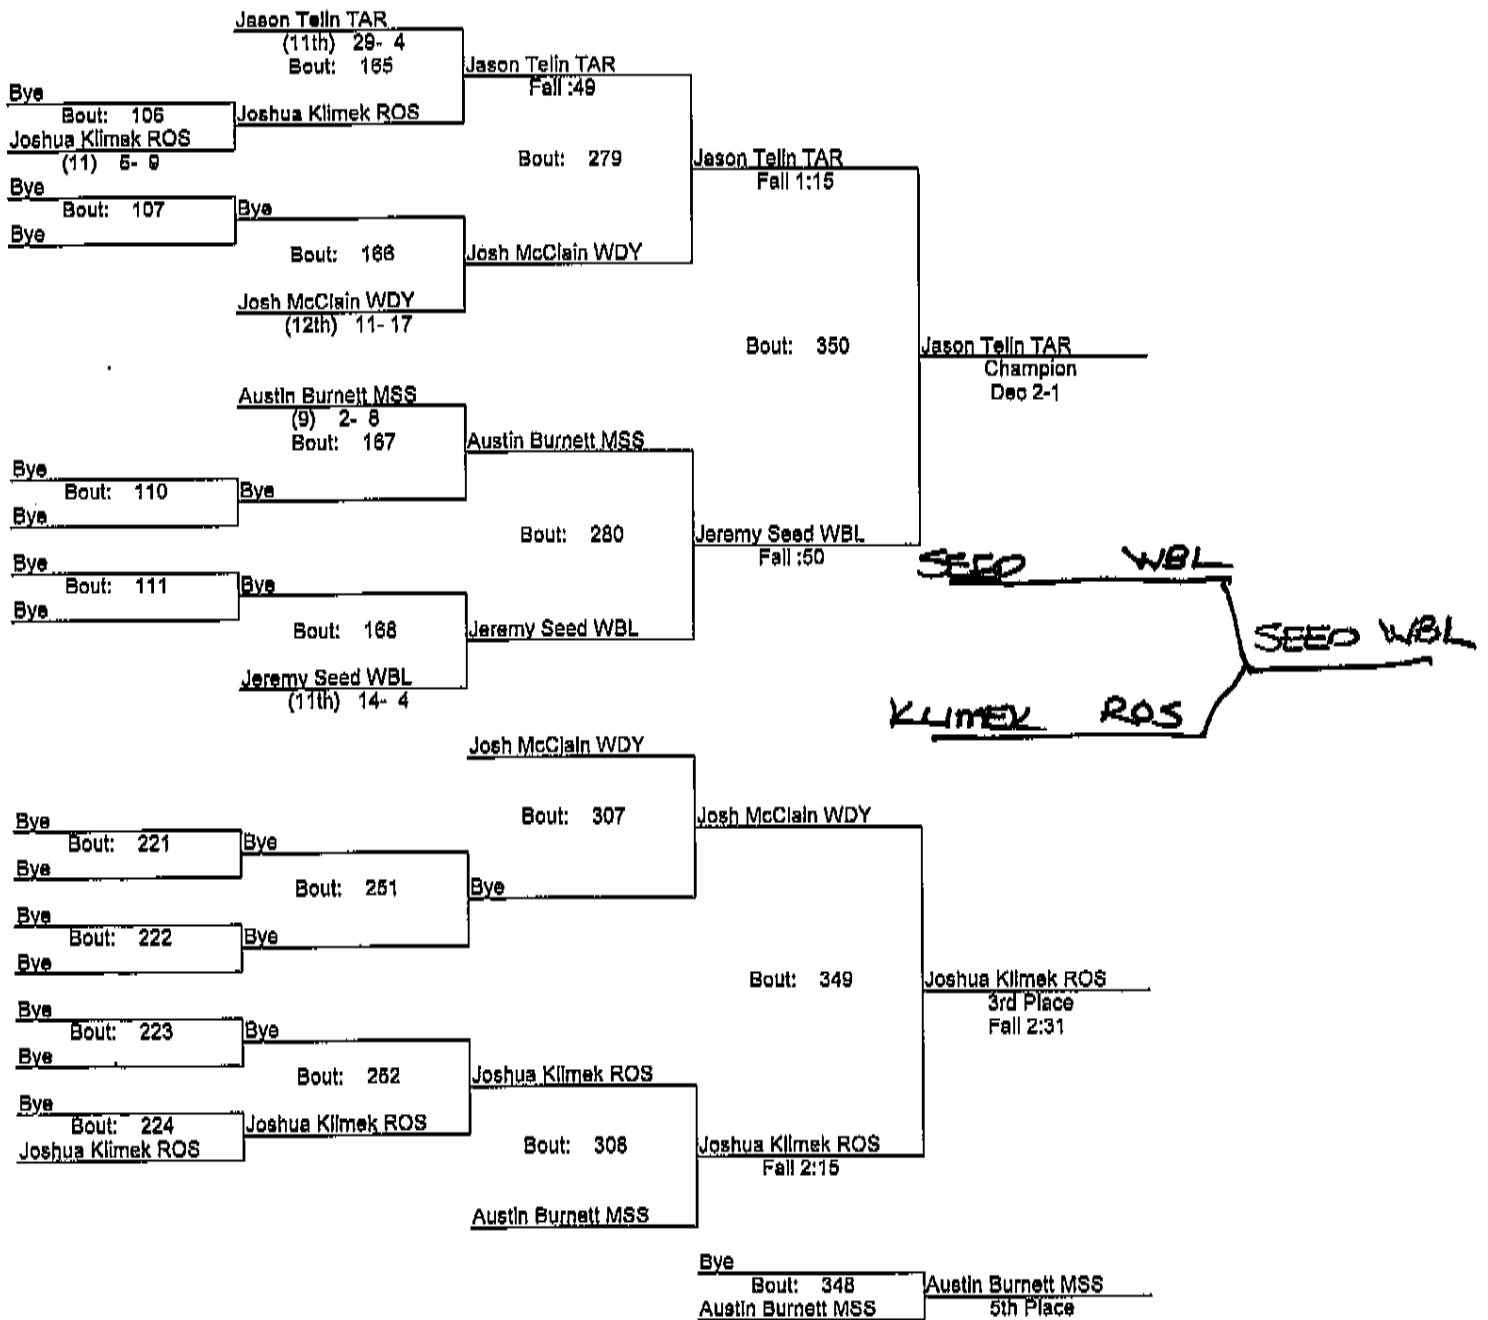 Jason Telin TAR
(11th) 29- 4
Bout: 165
Jason Telin TAR
Fall :49
Bye
Bout: 106
Joshua Klimek ROS
Joshua Klimek ROS
(11) 5- 9
Bout: 279
Jason Telin TAR
Fall 1:15
Bye
Bout: 107
Bye
Bye
Bout: 166
Josh McClain WDY
Josh McClain WDY
(12th) 11- 17
Bout: 350
Jason Telin TAR
Champion
Dec 2-1
Austin Burnett MSS
(9) 2- 8
Bout: 167
Austin Burnett MSS
Bye
Bout: 110
Bye
Bye
Bout: 280
Jeremy Seed WBL
Fall :50
Bye
Bout: 111
Bye
Bye
Bout: 168
Jeremy Seed WBL
Jeremy Seed WBL
(11th) 14- 4
SEED WBL
SEED WBL
KLIMEK ROS
Josh McClain WDY
Bout: 307
Josh McClain WDY
Bye
Bout: 221
Bye
Bye
Bout: 251
Bye
Bye
Bout: 222
Bye
Bye
Bout: 349
Joshua Klimek ROS
3rd Place
Fall 2:31
Bye
Bout: 223
Bye
Bye
Bout: 252
Joshua Klimek ROS
Bye
Bout: 224
Joshua Klimek ROS
Joshua Klimek ROS
Bout: 308
Joshua Klimek ROS
Fall 2:15
Austin Burnett MSS
Bye
Bout: 348
Austin Burnett MSS
Austin Burnett MSS
5th Place